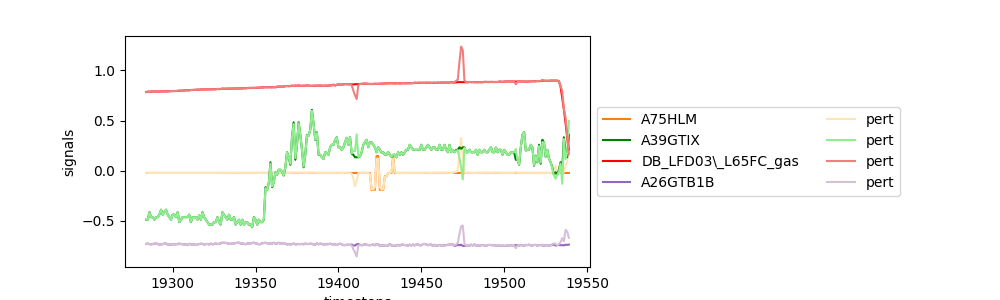 1.0
0.5
0.0
−0.5
signals
19300 19350 19400 19450 19500 19550
timesteps
A75HLM pert
A39GTIX pert
DB_LFD03\_L65FC_gas pert
A26GTB1B pert